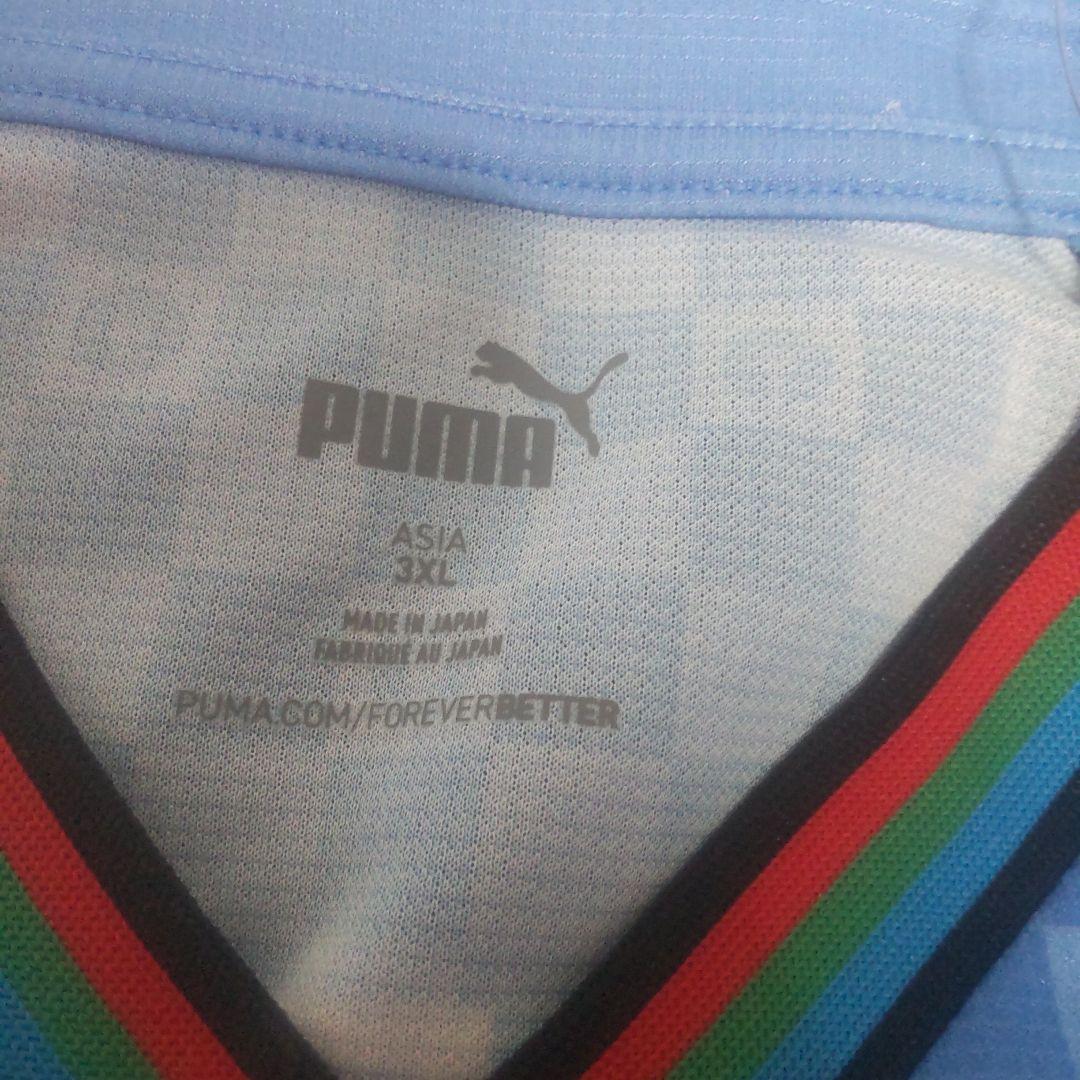 PUMA
ASIA
3XL
MADE IN JAPAN
FABRIQUE AU JAPAN
PUMA.COM/FOREVERBETTER